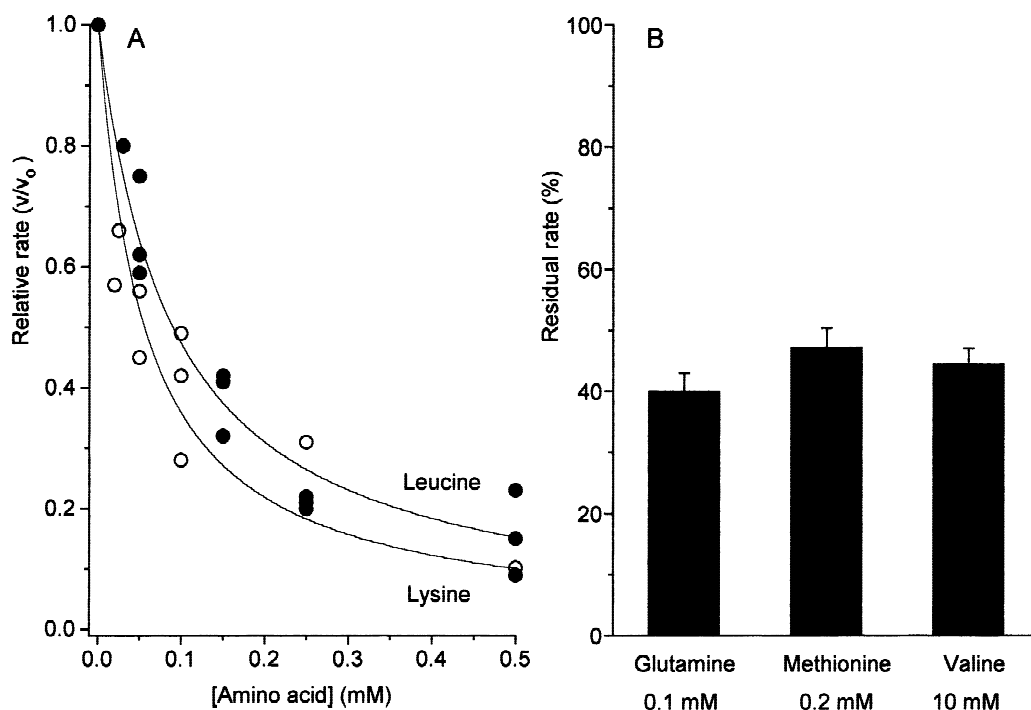 A
1.0
0.8
0.6
0.4
0.2
0.0
Relative rate (v/vo)
Leucine
Lysine
0.0 0.1 0.2 0.3 0.4 0.5
[Amino acid] (mM)
B
100
80
60
40
20
0
Residual rate (%)
Glutamine Methionine Valine
0.1 mM 0.2 mM 10 mM